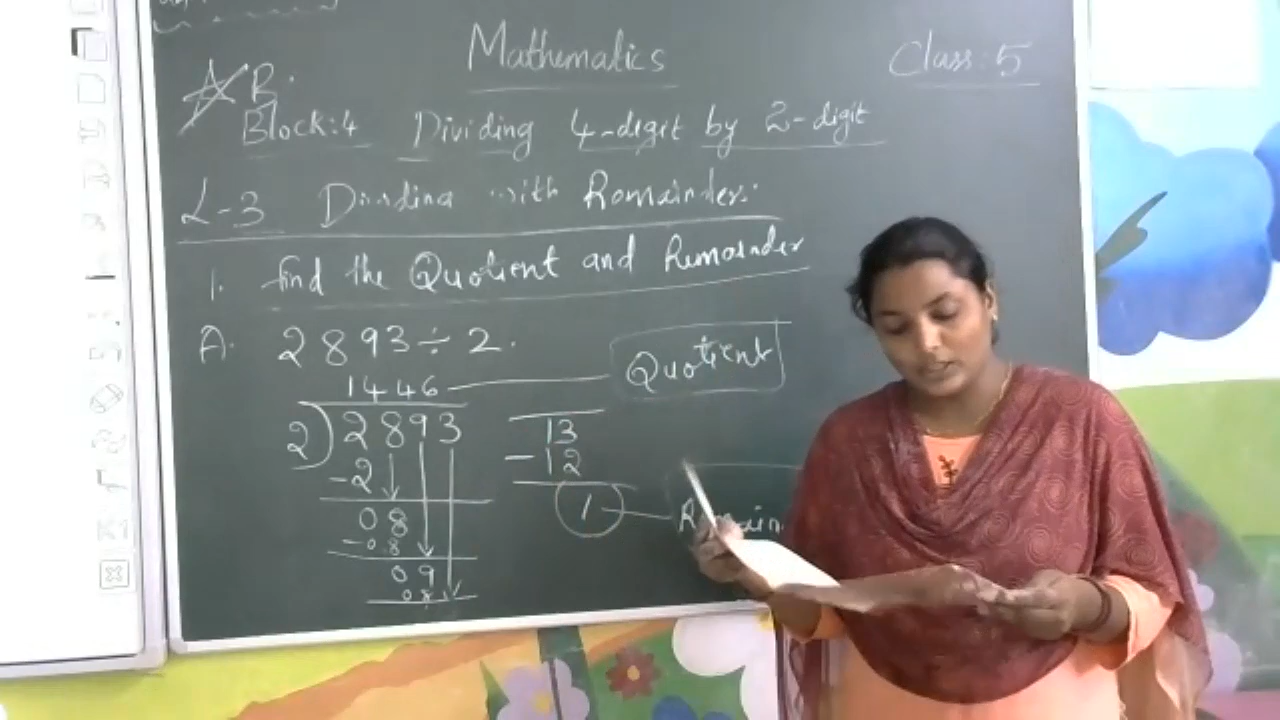 Mathematics
Class: 5
B.
Block:4 Dividing 4-digit by 2-digit
L-3 Dividing with Remainders.
1. find the Quotient and Remainder
A. 2893 ÷ 2.
1446
Quotient
2)2893
-2
08
-08
09
08
13
-12
1
Remain